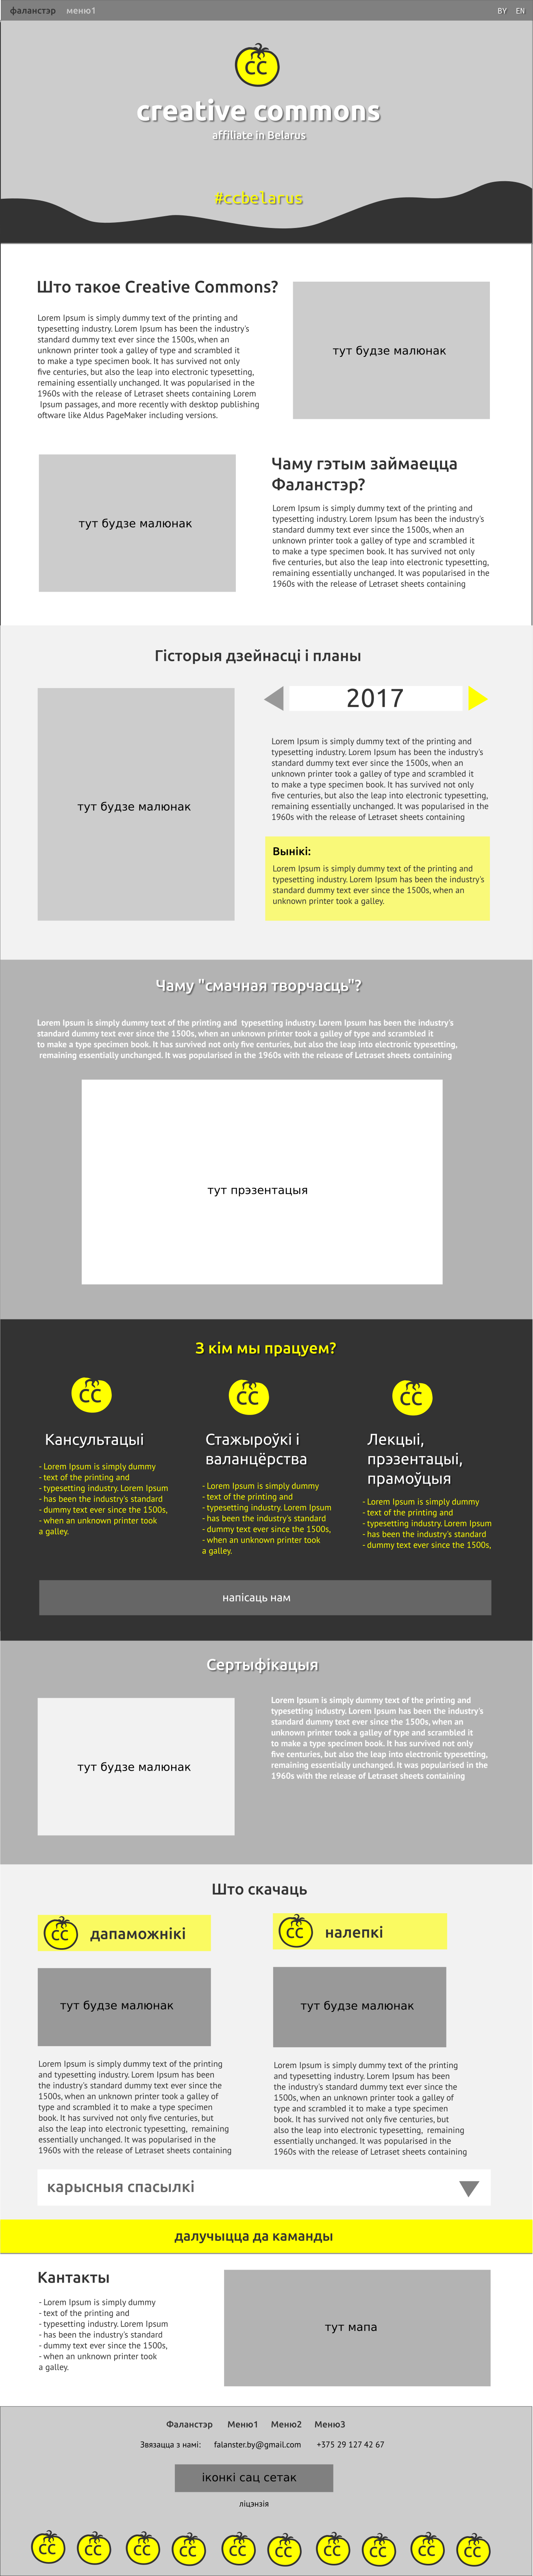 фаланстэр меню1 BY EN
CC
creative commons
affiliate in Belarus
#ccbelarus
Што такое Creative Commons?
Lorem Ipsum is simply dummy text of the printing and
typesetting industry. Lorem Ipsum has been the industry's
standard dummy text ever since the 1500s, when an
unknown printer took a galley of type and scrambled it
to make a type specimen book. It has survived not only
five centuries, but also the leap into electronic typesetting,
remaining essentially unchanged. It was popularised in the
1960s with the release of Letraset sheets containing Lorem
Ipsum passages, and more recently with desktop publishing
oftware like Aldus PageMaker including versions.
тут будзе малюнак
тут будзе малюнак
Чаму гэтым займаецца
Фаланстэр?
Lorem Ipsum is simply dummy text of the printing and
typesetting industry. Lorem Ipsum has been the industry's
standard dummy text ever since the 1500s, when an
unknown printer took a galley of type and scrambled it
to make a type specimen book. It has survived not only
five centuries, but also the leap into electronic typesetting,
remaining essentially unchanged. It was popularised in the
1960s with the release of Letraset sheets containing
Гісторыя дзейнасці і планы
тут будзе малюнак
2017
Lorem Ipsum is simply dummy text of the printing and
typesetting industry. Lorem Ipsum has been the industry's
standard dummy text ever since the 1500s, when an
unknown printer took a galley of type and scrambled it
to make a type specimen book. It has survived not only
five centuries, but also the leap into electronic typesetting,
remaining essentially unchanged. It was popularised in the
1960s with the release of Letraset sheets containing
Вынікі:
Lorem Ipsum is simply dummy text of the printing and
typesetting industry. Lorem Ipsum has been the industry's
standard dummy text ever since the 1500s, when an
unknown printer took a galley.
Чаму "смачная творчасць"?
Lorem Ipsum is simply dummy text of the printing and typesetting industry. Lorem Ipsum has been the industry's
standard dummy text ever since the 1500s, when an unknown printer took a galley of type and scrambled it
to make a type specimen book. It has survived not only five centuries, but also the leap into electronic typesetting,
remaining essentially unchanged. It was popularised in the 1960s with the release of Letraset sheets containing
тут прэзентацыя
З кім мы працуем?
CC
Кансультацыі
- Lorem Ipsum is simply dummy
- text of the printing and
- typesetting industry. Lorem Ipsum
- has been the industry's standard
- dummy text ever since the 1500s,
- when an unknown printer took
a galley.
CC
Стажыроўкі і
валанцёрства
- Lorem Ipsum is simply dummy
- text of the printing and
- typesetting industry. Lorem Ipsum
- has been the industry's standard
- dummy text ever since the 1500s,
- when an unknown printer took
a galley.
CC
Лекцыі,
прэзентацыі,
прамоўцыя
- Lorem Ipsum is simply dummy
- text of the printing and
- typesetting industry. Lorem Ipsum
- has been the industry's standard
- dummy text ever since the 1500s,
напісаць нам
Сертыфікацыя
тут будзе малюнак
Lorem Ipsum is simply dummy text of the printing and
typesetting industry. Lorem Ipsum has been the industry's
standard dummy text ever since the 1500s, when an
unknown printer took a galley of type and scrambled it
to make a type specimen book. It has survived not only
five centuries, but also the leap into electronic typesetting,
remaining essentially unchanged. It was popularised in the
1960s with the release of Letraset sheets containing
Што скачаць
CC дапаможнікі
тут будзе малюнак
Lorem Ipsum is simply dummy text of the printing
and typesetting industry. Lorem Ipsum has been
the industry's standard dummy text ever since the
1500s, when an unknown printer took a galley of
type and scrambled it to make a type specimen
book. It has survived not only five centuries, but
also the leap into electronic typesetting, remaining
essentially unchanged. It was popularised in the
1960s with the release of Letraset sheets containing
CC налепкі
тут будзе малюнак
Lorem Ipsum is simply dummy text of the printing
and typesetting industry. Lorem Ipsum has been
the industry's standard dummy text ever since the
1500s, when an unknown printer took a galley of
type and scrambled it to make a type specimen
book. It has survived not only five centuries, but
also the leap into electronic typesetting, remaining
essentially unchanged. It was popularised in the
1960s with the release of Letraset sheets containing
карысныя спасылкі
далучыцца да каманды
Кантакты
- Lorem Ipsum is simply dummy
- text of the printing and
- typesetting industry. Lorem Ipsum
- has been the industry's standard
- dummy text ever since the 1500s,
- when an unknown printer took
a galley.
тут мапа
Фаланстэр Меню1 Меню2 Меню3
Звязацца з намі: falanster.by@gmail.com +375 29 127 42 67
іконкі сац сетак
ліцэнзія
CC CC CC CC CC CC CC CC CC CC